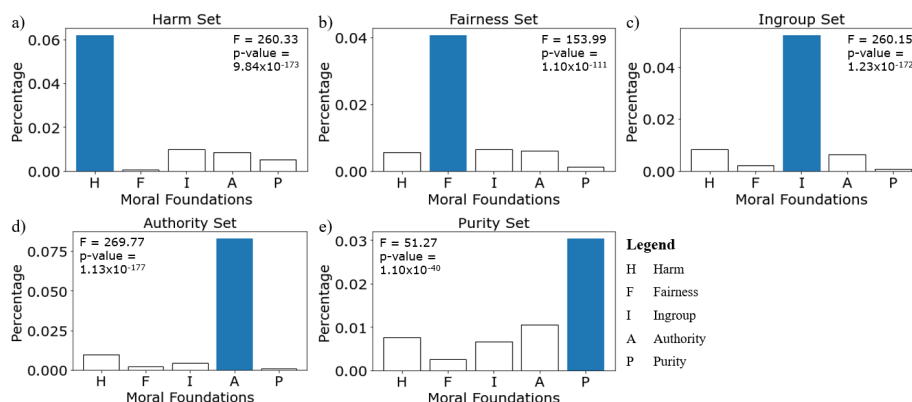 a) Harm Set
F = 260.33
p-value =
9.84x10⁻¹⁷³
Percentage
0.06
0.04
0.02
0.00
H F I A P
Moral Foundations
b) Fairness Set
F = 153.99
p-value =
1.10x10⁻¹¹¹
Percentage
0.04
0.02
0.00
H F I A P
Moral Foundations
c) Ingroup Set
F = 260.15
p-value =
1.23x10⁻¹⁷²
Percentage
0.04
0.02
0.00
H F I A P
Moral Foundations
d) Authority Set
F = 269.77
p-value =
1.13x10⁻¹⁷⁷
Percentage
0.075
0.050
0.025
0.000
H F I A P
Moral Foundations
e) Purity Set
F = 51.27
p-value =
1.10x10⁻⁴⁰
Percentage
0.03
0.02
0.01
0.00
H F I A P
Moral Foundations
Legend
H Harm
F Fairness
I Ingroup
A Authority
P Purity